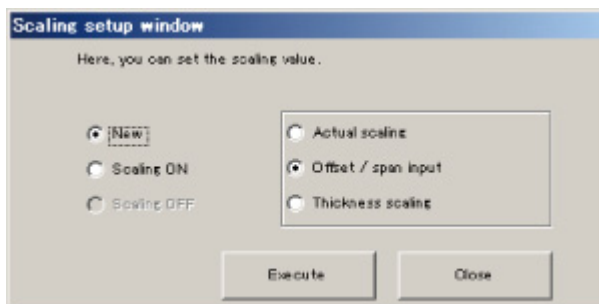 Scaling setup window
Here, you can set the scaling value.
New
Scaling ON
Scaling OFF
Actual scaling
Offset / span input
Thickness scaling
Execute
Close